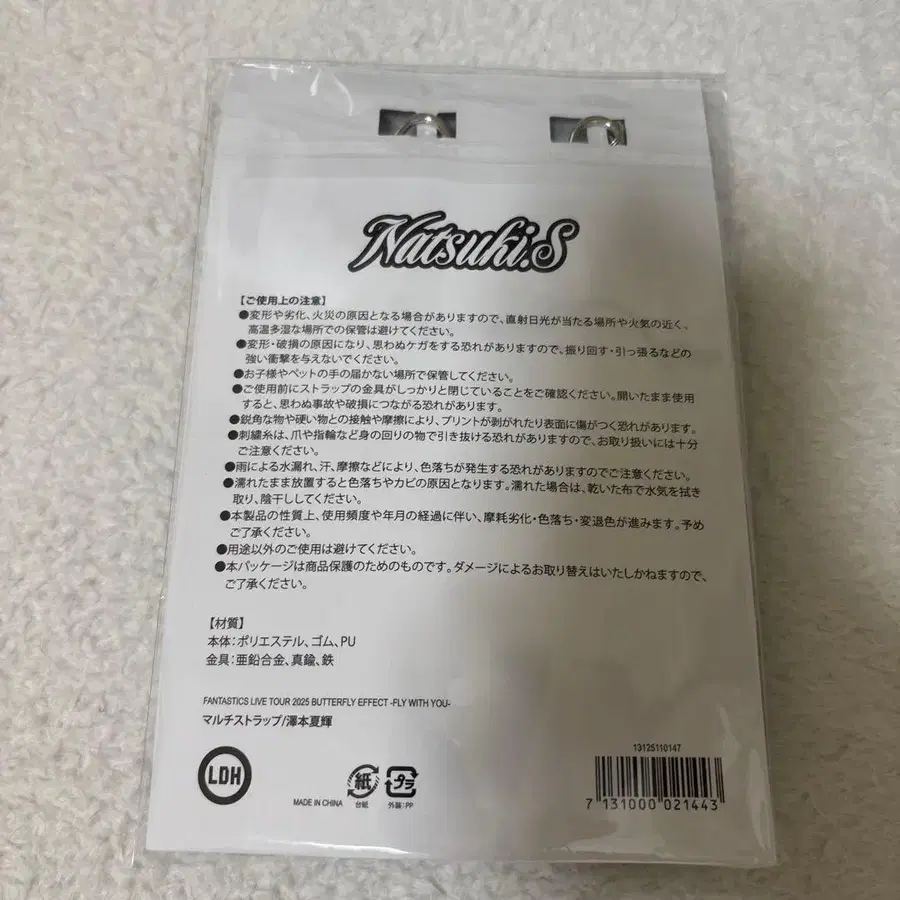 Natsuki.S
【ご使用上の注意】
●変形や劣化、火災の原因となる場合がありますので、直射日光が当たる場所や火気の近く、
高温多湿な場所での保管は避けてください。
●変形・破損の原因になり、思わぬケガをする恐れがありますので、振り回す・引っ張るなどの
強い衝撃を与えないでください。
●お子様やペットの手の届かない場所で保管してください。
●ご使用前にストラップの金具がしっかりと閉じていることをご確認ください。開いたまま使用
すると、思わぬ事故や破損につながる恐れがあります。
●鋭角な物や硬い物との接触や摩擦により、プリントが剥がれたり表面に傷がつく恐れがあります。
●刺繍糸は、爪や指輪など身の回りの物で引き抜ける恐れがありますので、お取り扱いには十分
ご注意ください。
●雨による水漏れ、汗、摩擦などにより、色落ちが発生する恐れがありますのでご注意ください。
●濡れたまま放置すると色落ちやカビの原因となります。濡れた場合は、乾いた布で水気を拭き
取り、陰干ししてください。
●本製品の性質上、使用頻度や年月の経過に伴い、摩耗劣化・色落ち・変退色が進みます。予め
ご了承ください。
●用途以外のご使用は避けてください。
●本パッケージは商品保護のためのものです。ダメージによるお取り替えはいたしかねますので、
ご了承ください。
【材質】
本体:ポリエステル、ゴム、PU
金具:亜鉛合金、真鍮、鉄
FANTASTICS LIVE TOUR 2025 BUTTERFLY EFFECT -FLY WITH YOU-
マルチストラップ/澤本夏輝
LDH
MADE IN CHINA
紙
台紙
プラ
外装:PP
13125110147
7 131000 021443